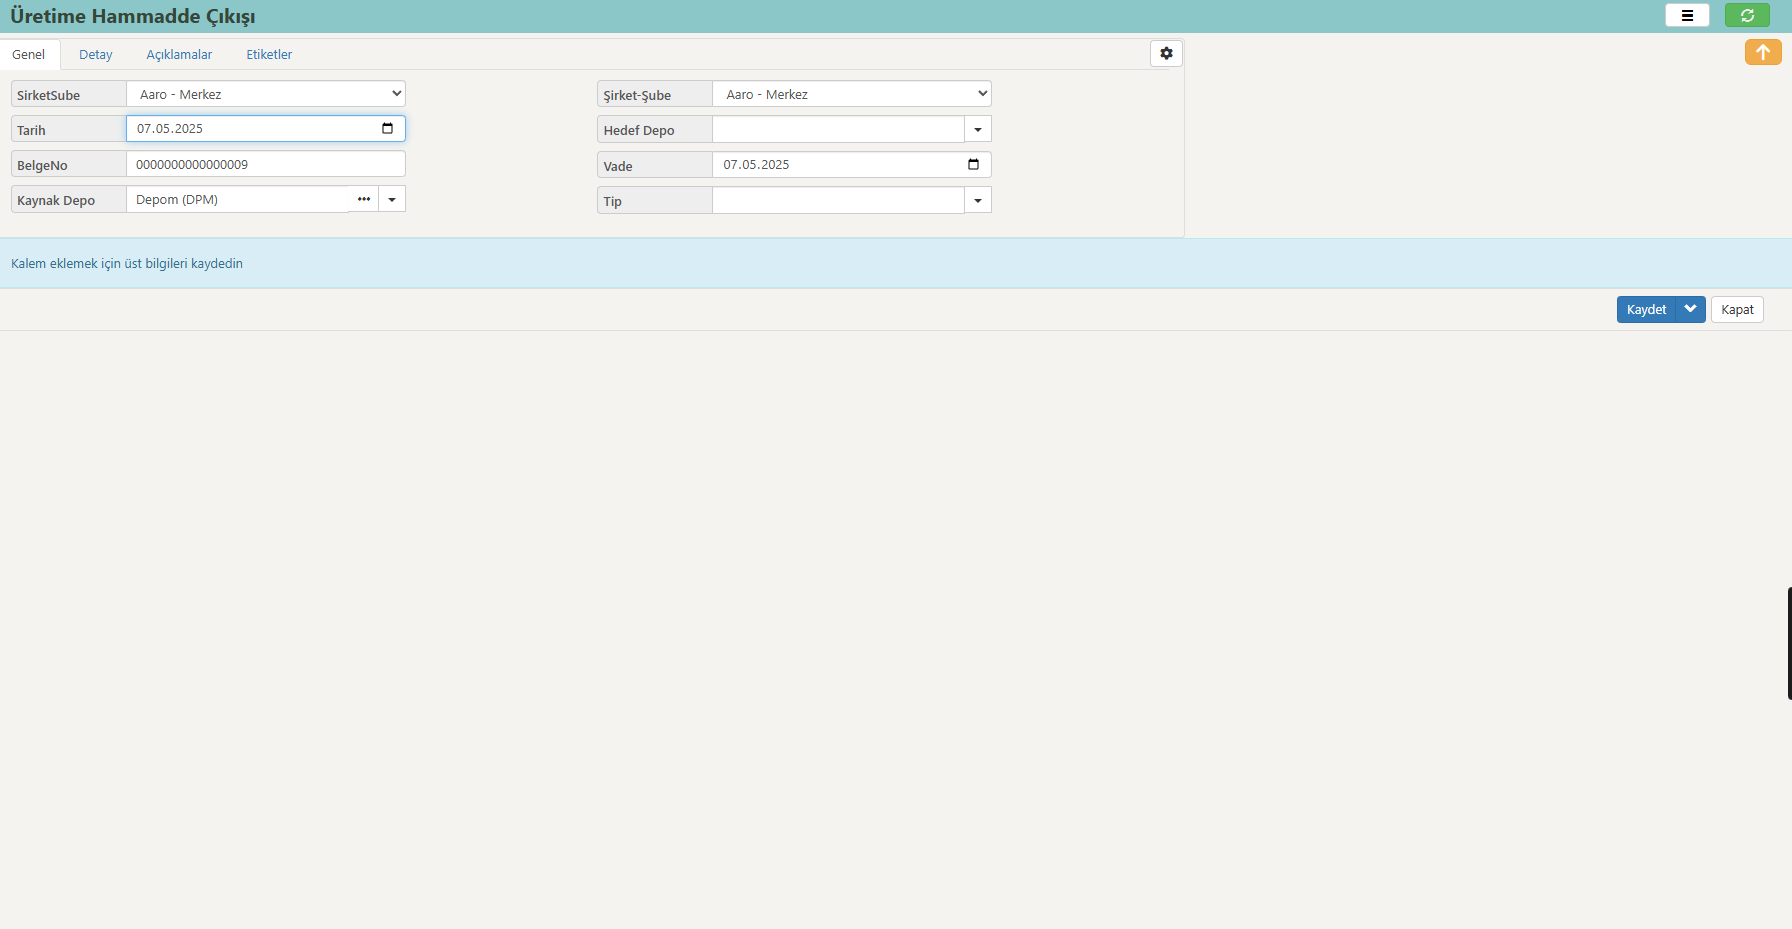 Üretime Hammadde Çıkışı
Genel Detay Açıklamalar Etiketler
SirketSube Aaro - Merkez
Şirket-Şube Aaro - Merkez
Tarih 07.05.2025
Hedef Depo
BelgeNo 0000000000000009
Vade 07.05.2025
Kaynak Depo Depom (DPM)
Tip
Kalem eklemek için üst bilgileri kaydedin
Kaydet Kapat